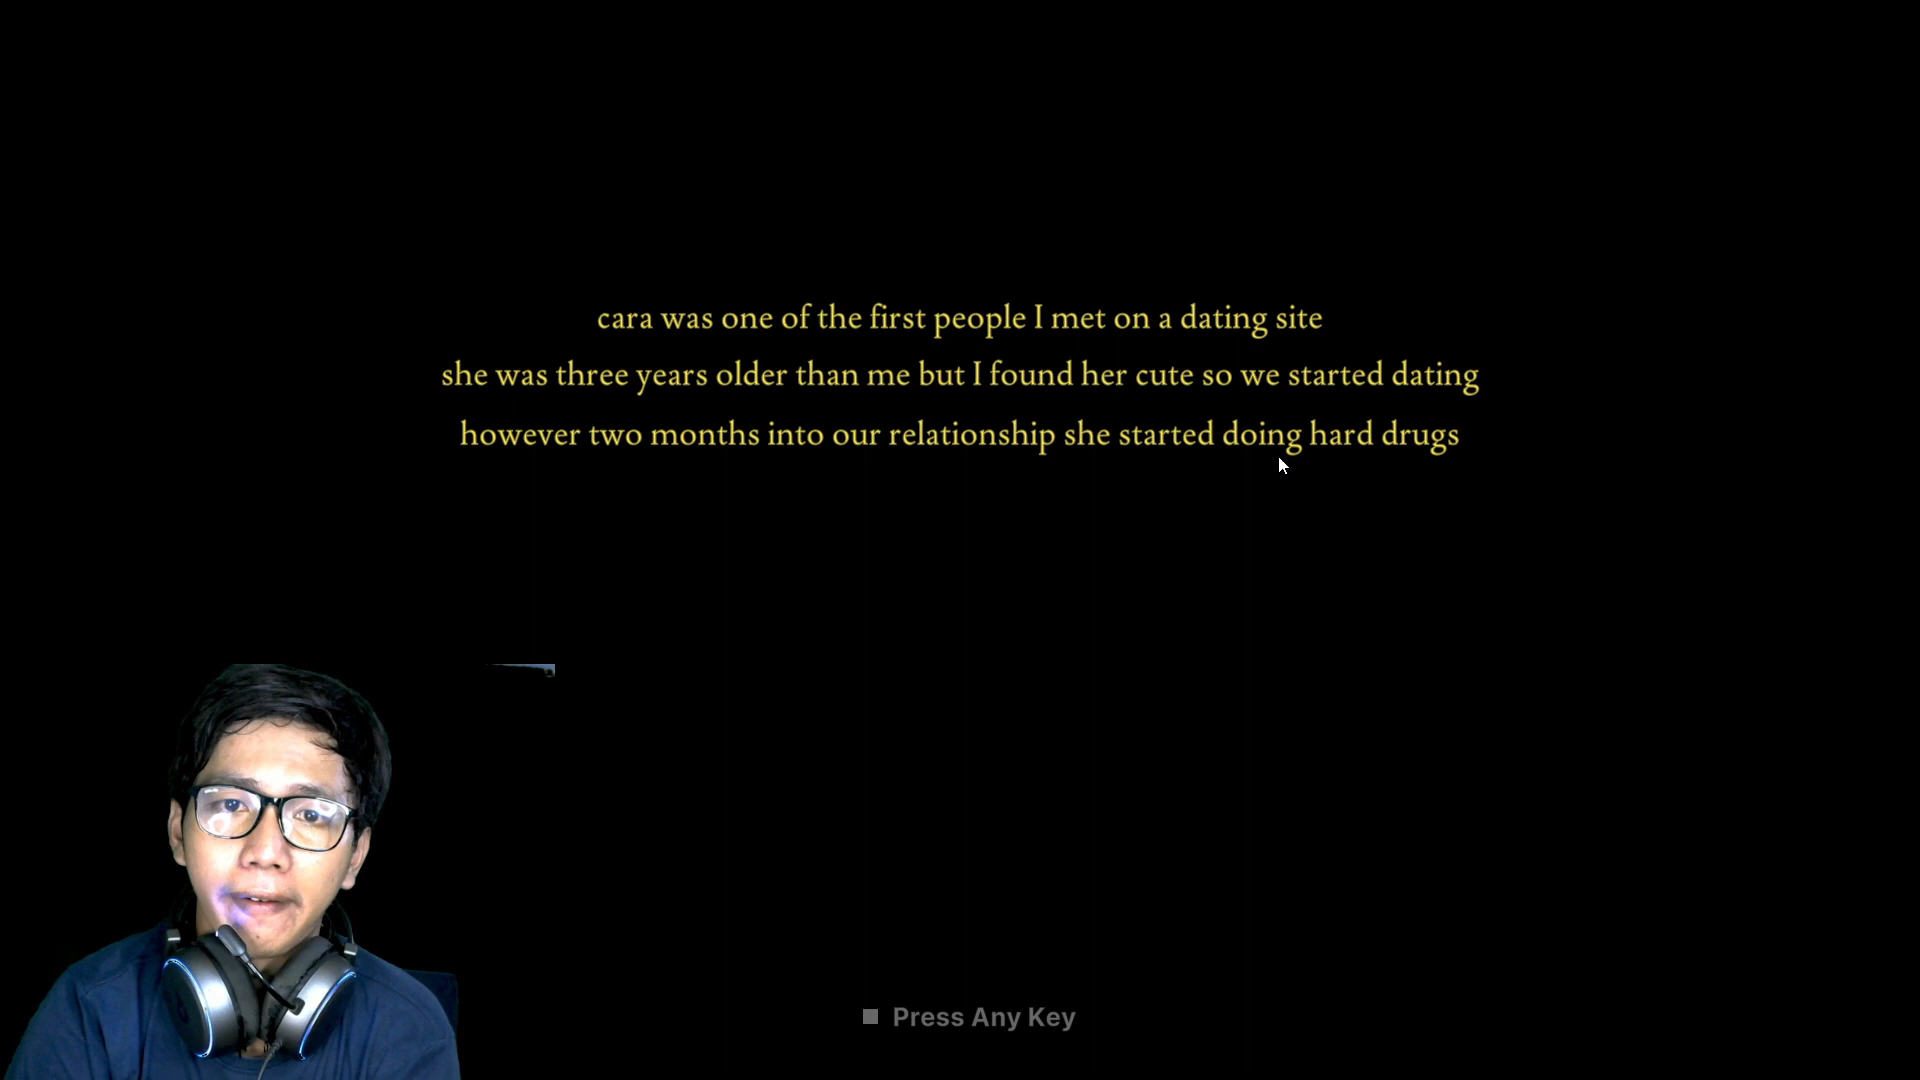 cara was one of the first people I met on a dating site
she was three years older than me but I found her cute so we started dating
however two months into our relationship she started doing hard drugs
Press Any Key